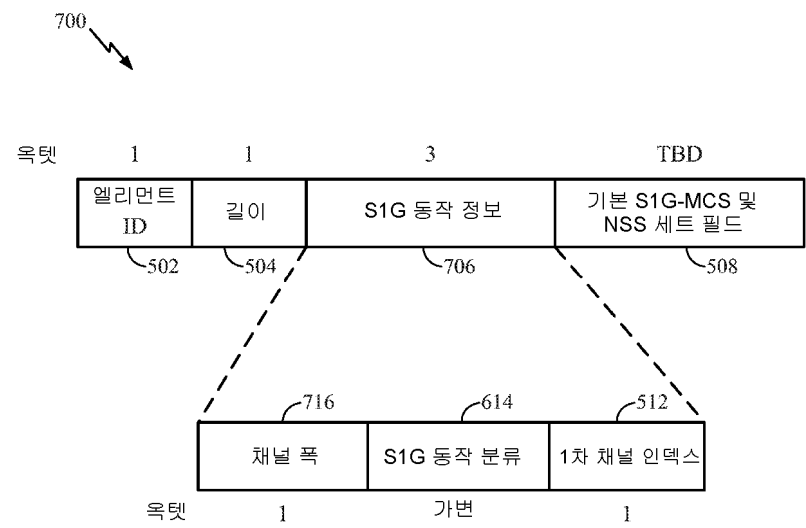 700
옥텟 1 1 3 TBD
엘리먼트
ID
길이
S1G 동작 정보
기본 S1G-MCS 및
NSS 세트 필드
502 504 706 508
716 614 512
채널 폭 S1G 동작 분류 1차 채널 인덱스
옥텟 1 가변 1